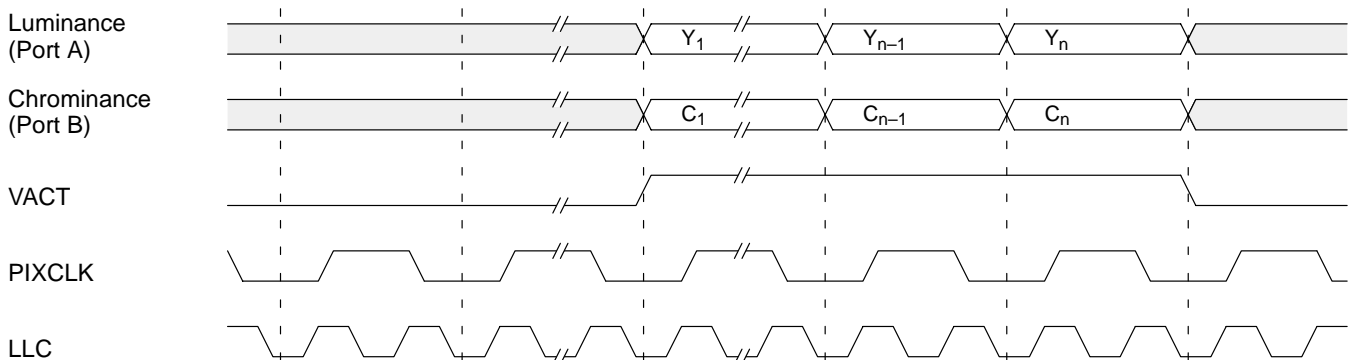 Luminance
(Port A)
Y₁ Yₙ₋₁ Yₙ
Chrominance
(Port B)
C₁ Cₙ₋₁ Cₙ
VACT
PIXCLK
LLC